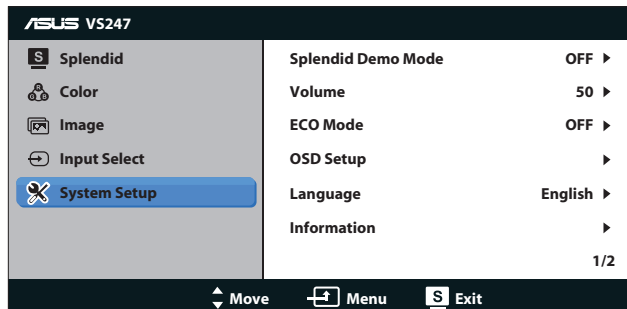 ASUS VS247
S Splendid
Color
Image
Input Select
System Setup
Splendid Demo Mode OFF
Volume 50
ECO Mode OFF
OSD Setup
Language English
Information
1/2
Move Menu S Exit